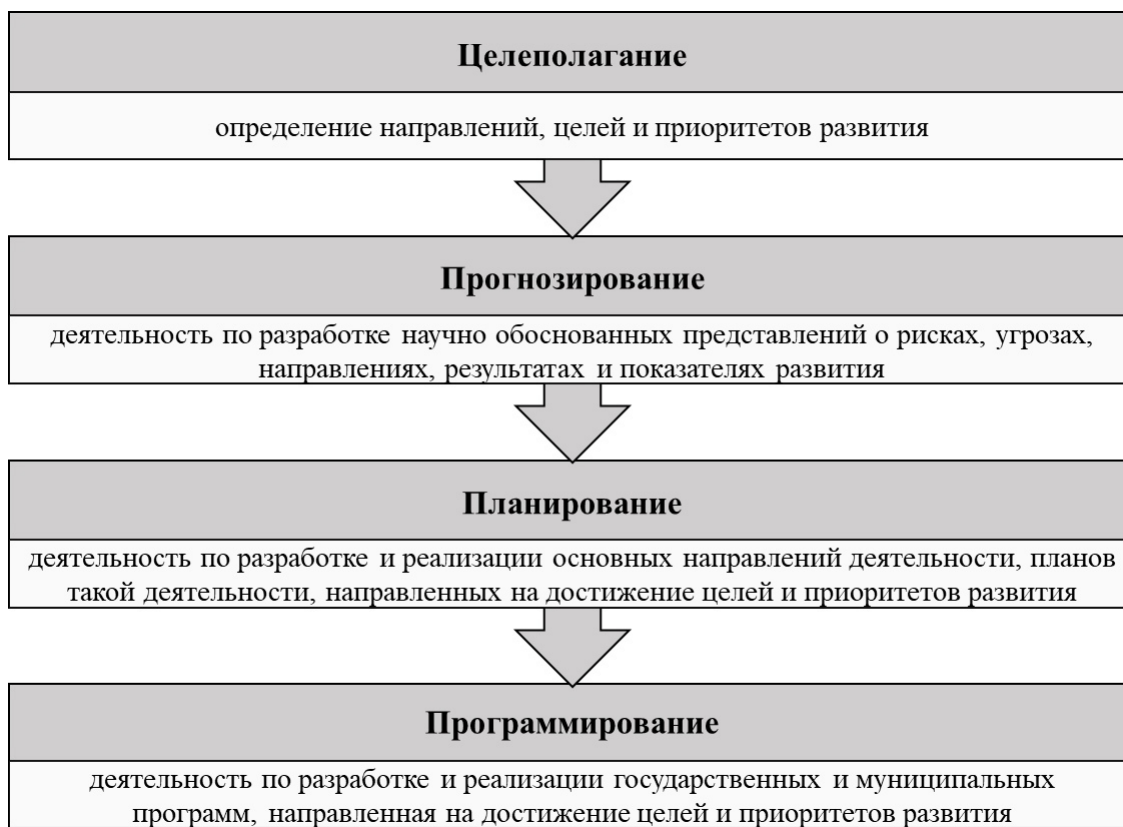 Целеполагание
определение направлений, целей и приоритетов развития
Прогнозирование
деятельность по разработке научно обоснованных представлений о рисках, угрозах,
направлениях, результатах и показателях развития
Планирование
деятельность по разработке и реализации основных направлений деятельности, планов
такой деятельности, направленных на достижение целей и приоритетов развития
Программирование
деятельность по разработке и реализации государственных и муниципальных
программ, направленная на достижение целей и приоритетов развития